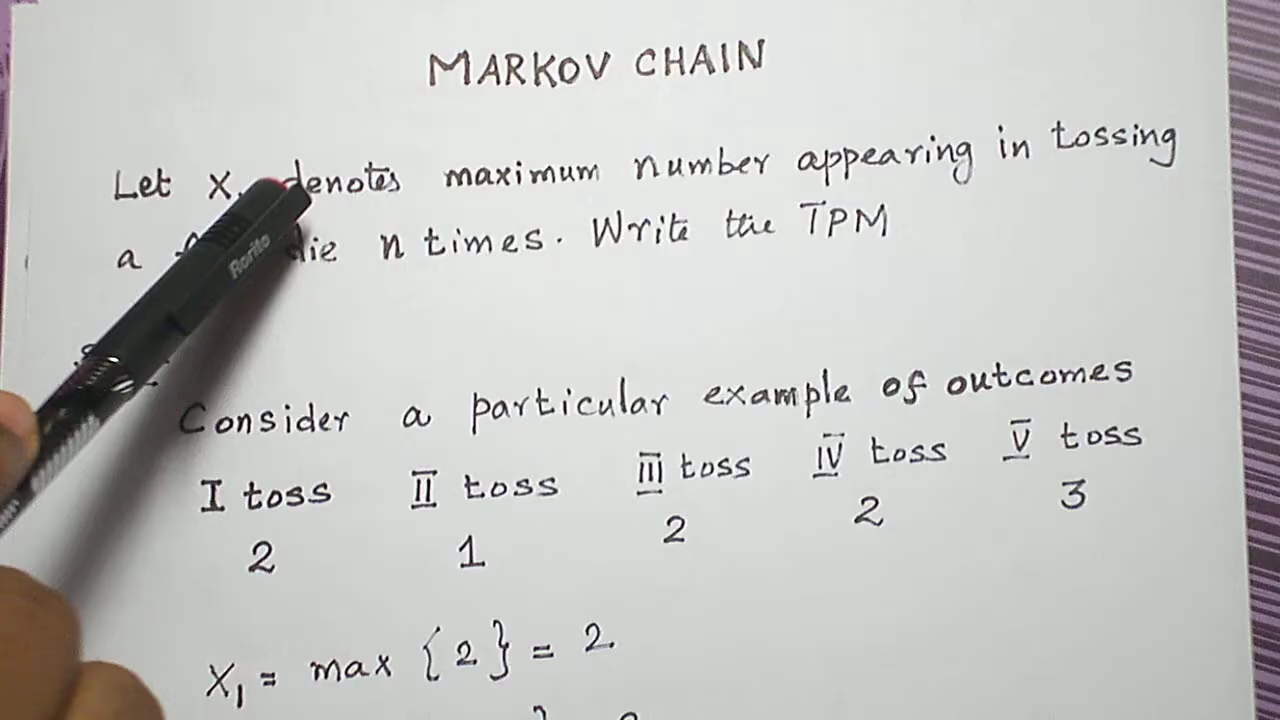 MARKOV CHAIN
Let X denotes maximum number appearing in tossing
a die n times. Write the TPM
Rorito
Consider a particular example of outcomes
I toss II toss III toss IV toss V toss
2 1 2 2 3
X1 = max {2} = 2.